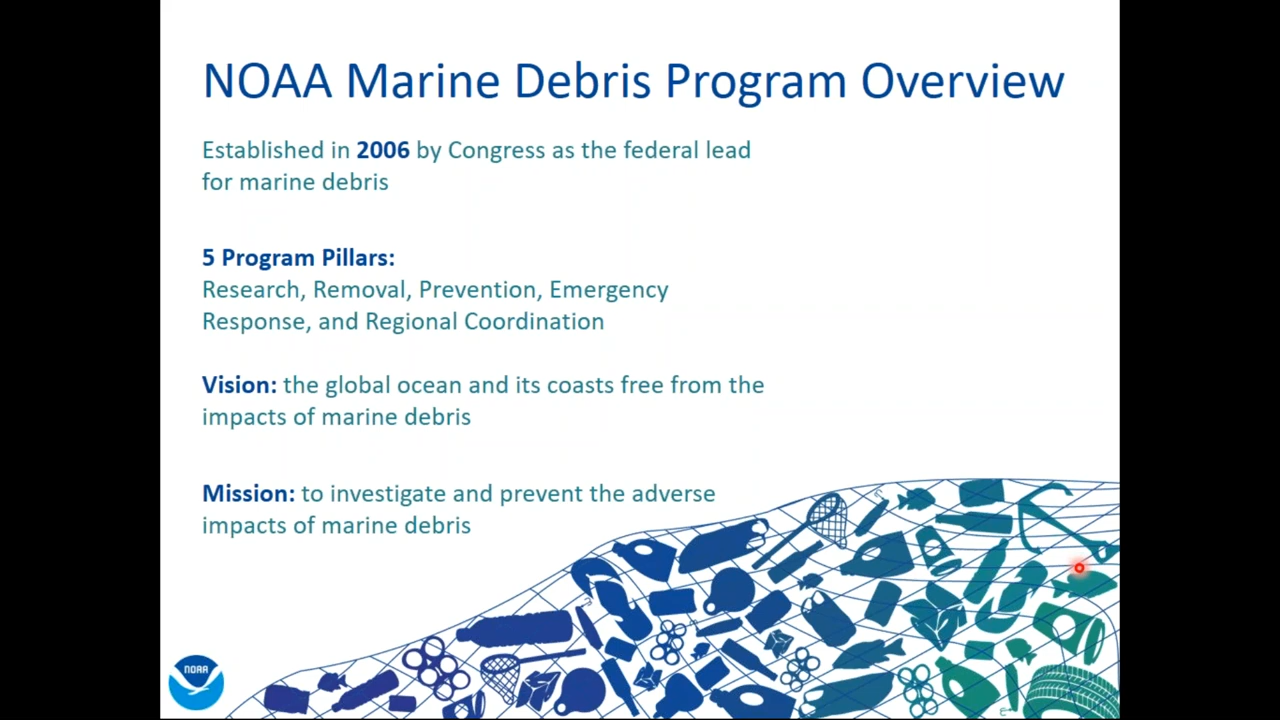 NOAA Marine Debris Program Overview
Established in 2006 by Congress as the federal lead
for marine debris
5 Program Pillars:
Research, Removal, Prevention, Emergency
Response, and Regional Coordination
Vision: the global ocean and its coasts free from the
impacts of marine debris
Mission: to investigate and prevent the adverse
impacts of marine debris
NOAA